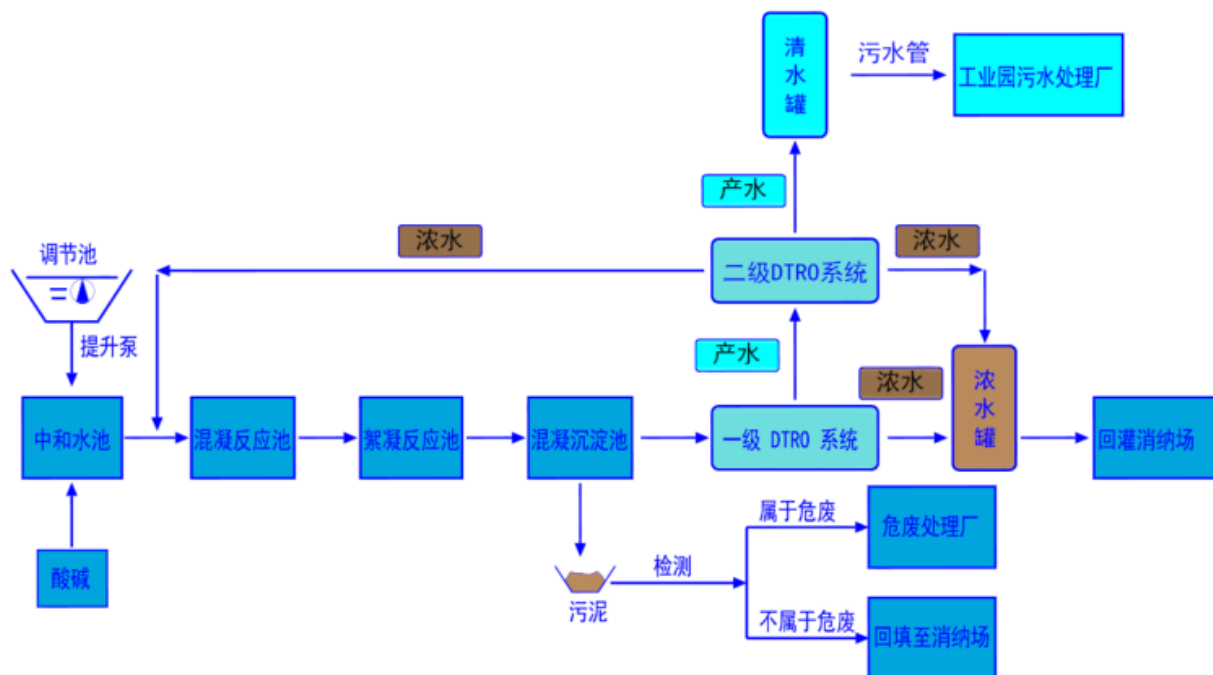 清水罐
污水管
工业园污水处理厂
产水
浓水
浓水
调节池
二级DTRO系统
提升泵
产水
浓水
浓水罐
中和水池
混凝反应池
絮凝反应池
混凝沉淀池
一级 DTRO 系统
回灌消纳场
酸碱
属于危废
危废处理厂
检测
污泥
不属于危废
回填至消纳场